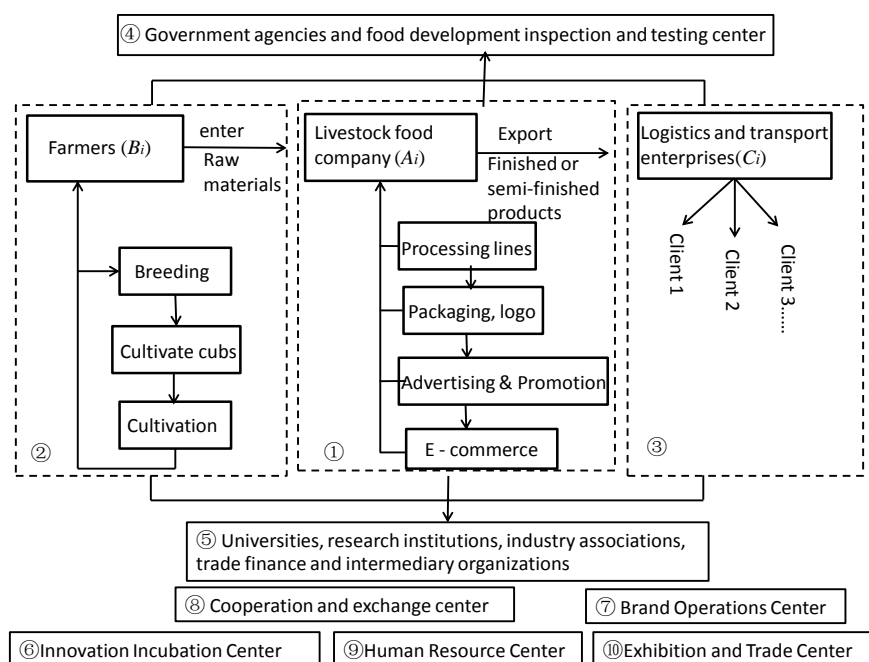 ④ Government agencies and food development inspection and testing center
Farmers (Bi)
enter
Raw
materials
Breeding
Cultivate cubs
Cultivation
②
Livestock food
company (Ai)
Export
Finished or
semi-finished
products
Processing lines
Packaging, logo
Advertising & Promotion
E - commerce
①
Logistics and transport
enterprises(Ci)
Client 1
Client 2
Client 3......
③
⑤ Universities, research institutions, industry associations,
trade finance and intermediary organizations
⑧ Cooperation and exchange center
⑦ Brand Operations Center
⑥Innovation Incubation Center
⑨Human Resource Center
⑩Exhibition and Trade Center